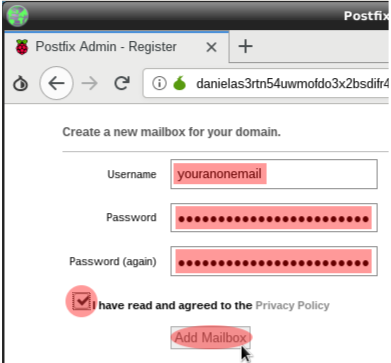 Postfix
Postfix Admin - Register
danielas3rtn54uwmofdo3x2bsdifr4
Create a new mailbox for your domain.
Username youranonemail
Password ●●●●●●●●●●●●●●●●●●●●●●●●
Password (again) ●●●●●●●●●●●●●●●●●●●●●●●●
I have read and agreed to the Privacy Policy
Add Mailbox